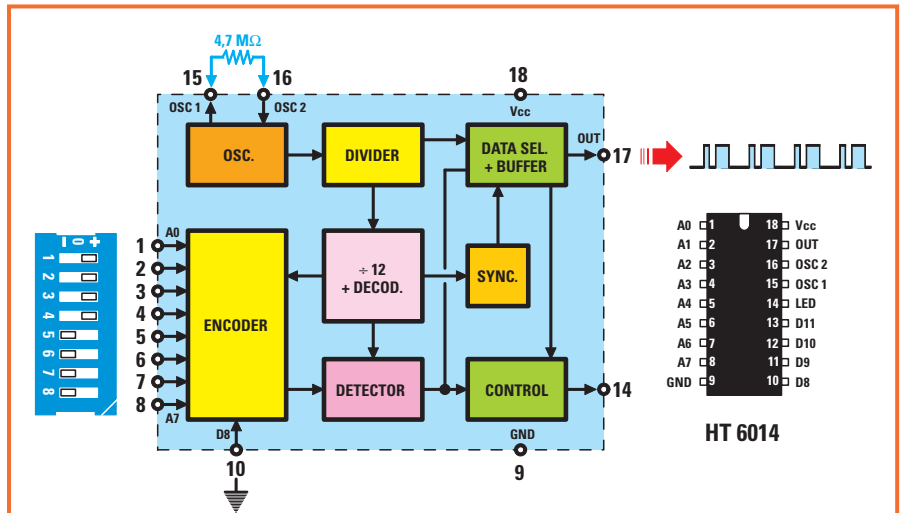 4,7 MΩ
15
16
18
OSC 1
OSC 2
Vcc
OSC.
DIVIDER
DATA SEL.
+ BUFFER
OUT
17
– 0 +
1
2
3
4
5
6
7
8
1
2
3
4
5
6
7
8
A0
A7
ENCODER
÷ 12
+ DECOD.
SYNC.
DETECTOR
CONTROL
14
D8
10
GND
9
A0 1 18 Vcc
A1 2 17 OUT
A2 3 16 OSC 2
A3 4 15 OSC 1
A4 5 14 LED
A5 6 13 D11
A6 7 12 D10
A7 8 11 D9
GND 9 10 D8
HT 6014